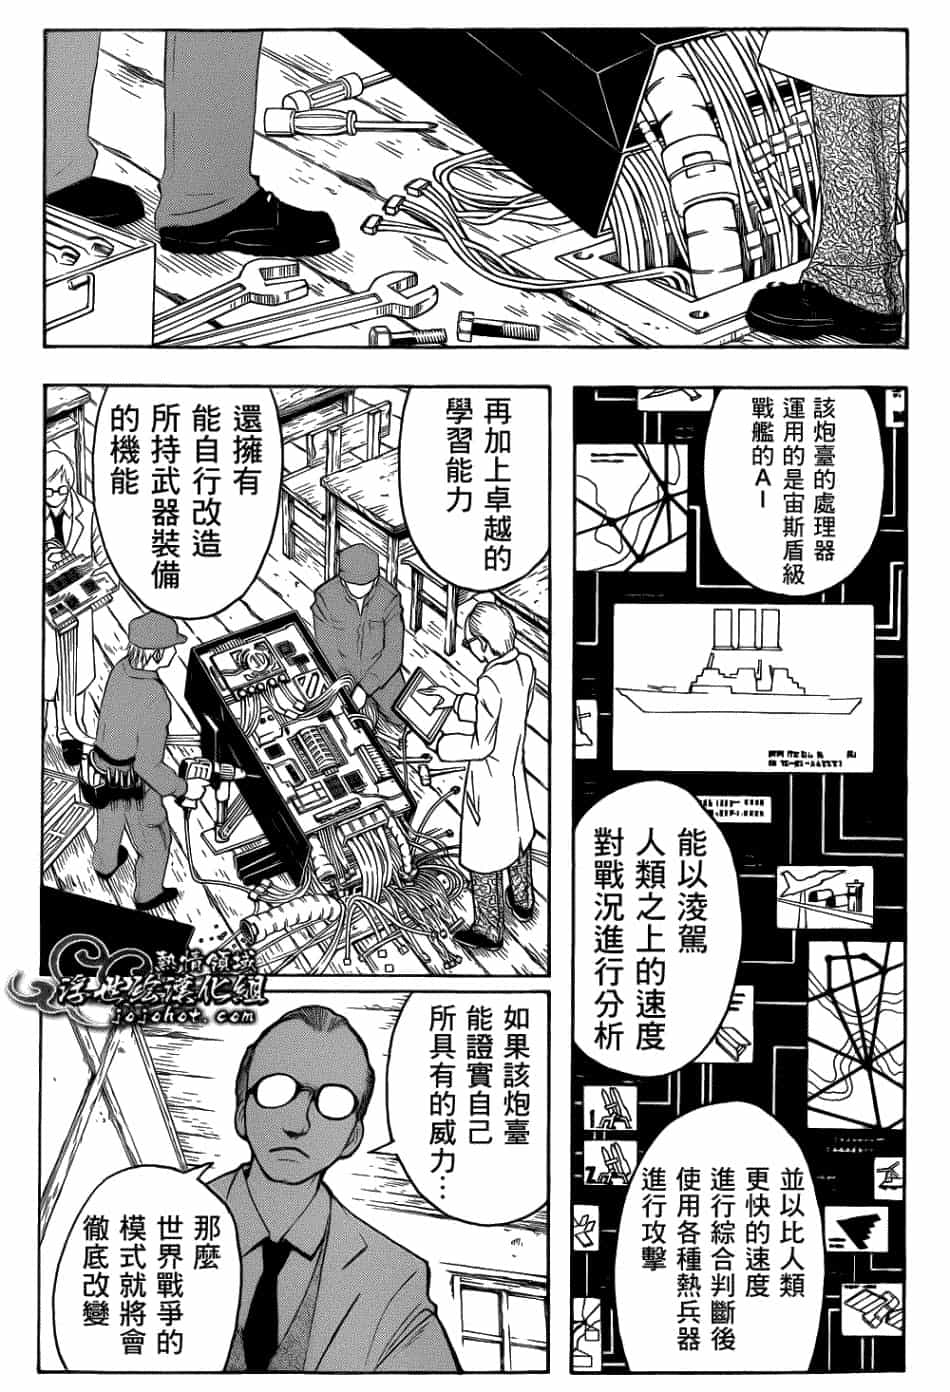 該炮臺的處理器
運用的是宙斯盾級
戰艦的AI
能以淩駕
人類之上的速度
對戰況進行分析
並以比人類
更快的速度
進行綜合判斷後
使用各種熱兵器
進行攻擊
再加上卓越的
學習能力
還擁有
能自行改造
所持武器裝備
的機能
如果該炮臺
能證實自己
所具有的威力…
那麼
世界戰爭的
模式就將會
徹底改變
熱情領域
浮世繪漢化組
jojohot.com
1
2